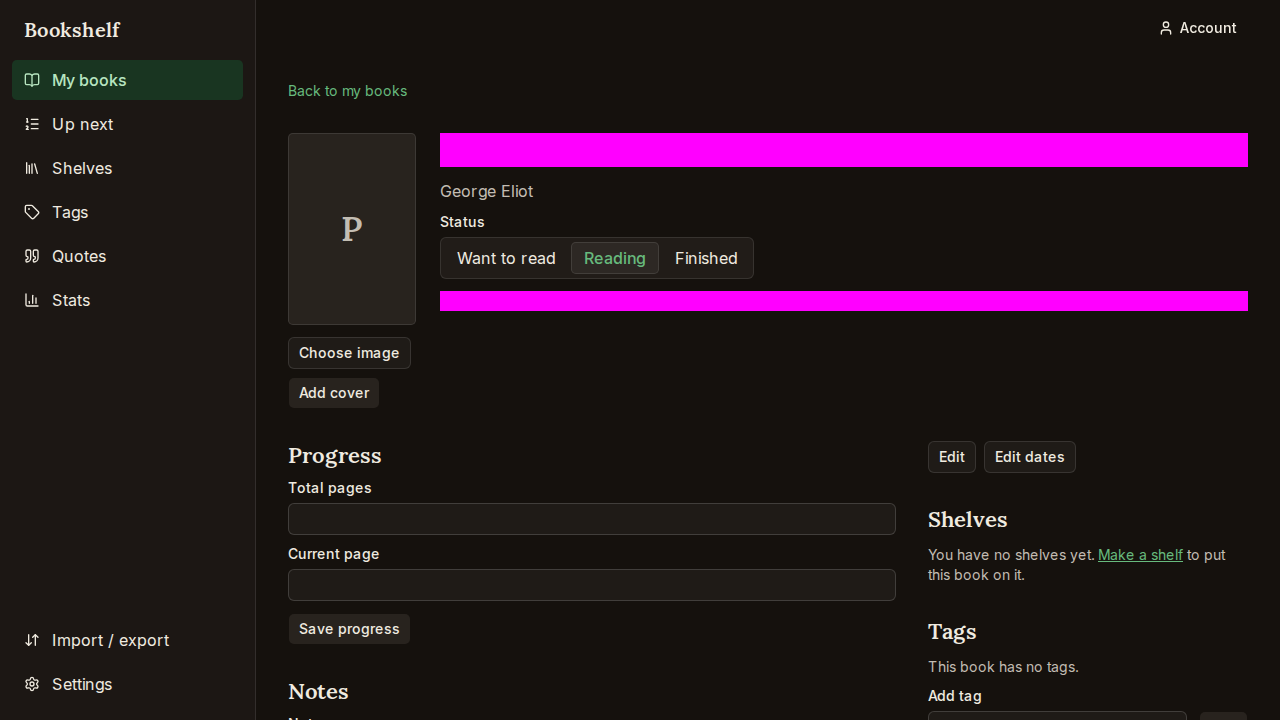 Bookshelf
My books
Up next
Shelves
Tags
Quotes
Stats
Import / export
Settings
Account
Back to my books
P
George Eliot
Status
Want to read
Reading
Finished
Choose image
Add cover
Progress
Total pages
Current page
Save progress
Notes
Edit
Edit dates
Shelves
You have no shelves yet. Make a shelf to put
this book on it.
Tags
This book has no tags.
Add tag